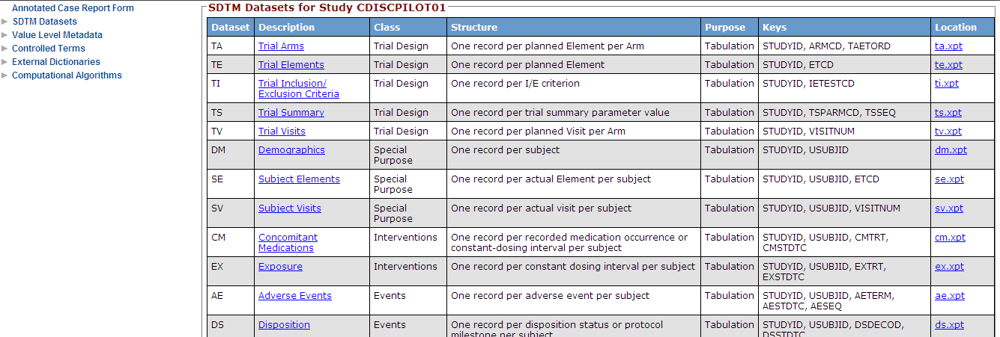 Annotated Case Report Form
SDTM Datasets
Value Level Metadata
Controlled Terms
External Dictionaries
Computational Algorithms
SDTM Datasets for Study CDISCPILOT01
Dataset Description Class Structure Purpose Keys Location
TA Trial Arms Trial Design One record per planned Element per Arm Tabulation STUDYID, ARMCD, TAETORD ta.xpt
TE Trial Elements Trial Design One record per planned Element Tabulation STUDYID, ETCD te.xpt
TI Trial Inclusion/ Trial Design One record per I/E criterion Tabulation STUDYID, IETESTCD ti.xpt
Exclusion Criteria
TS Trial Summary Trial Design One record per trial summary parameter value Tabulation STUDYID, TSPARMCD, TSSEQ ts.xpt
TV Trial Visits Trial Design One record per planned Visit per Arm Tabulation STUDYID, VISITNUM tv.xpt
DM Demographics Special One record per subject Tabulation STUDYID, USUBJID dm.xpt
Purpose
SE Subject Elements Special One record per actual Element per subject Tabulation STUDYID, USUBJID, ETCD se.xpt
Purpose
SV Subject Visits Special One record per actual visit per subject Tabulation STUDYID, USUBJID, VISITNUM sv.xpt
Purpose
CM Concomitant Interventions One record per recorded medication occurrence or Tabulation STUDYID, USUBJID, CMTRT, cm.xpt
Medications constant-dosing interval per subject CMSTDTC
EX Exposure Interventions One record per constant dosing interval per subject Tabulation STUDYID, USUBJID, EXTRT, ex.xpt
EXSTDTC
AE Adverse Events Events One record per adverse event per subject Tabulation STUDYID, USUBJID, AETERM, ae.xpt
AESTDTC, AESEQ
DS Disposition Events One record per disposition status or protocol Tabulation STUDYID, USUBJID, DSDECOD, ds.xpt
milestone per subject DSSTDTC